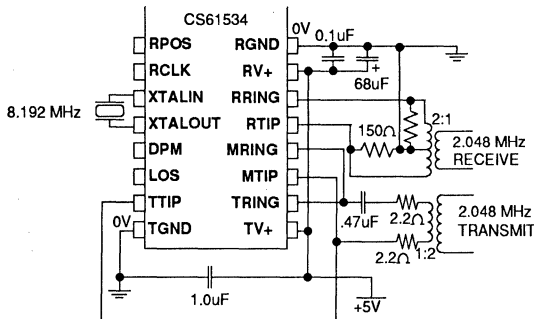 CS61534
0V
RPOS RGND 0.1uF
RCLK RV+ +
68uF
8.192 MHz XTALIN RRING 2:1
XTALOUT RTIP 150Ω 2.048 MHz
DPM MRING RECEIVE
LOS MTIP
TTIP TRING .47uF 2.2Ω 2.048 MHz
0V TRANSMIT
TGND TV+ 2.2Ω 1:2
1.0uF +5V